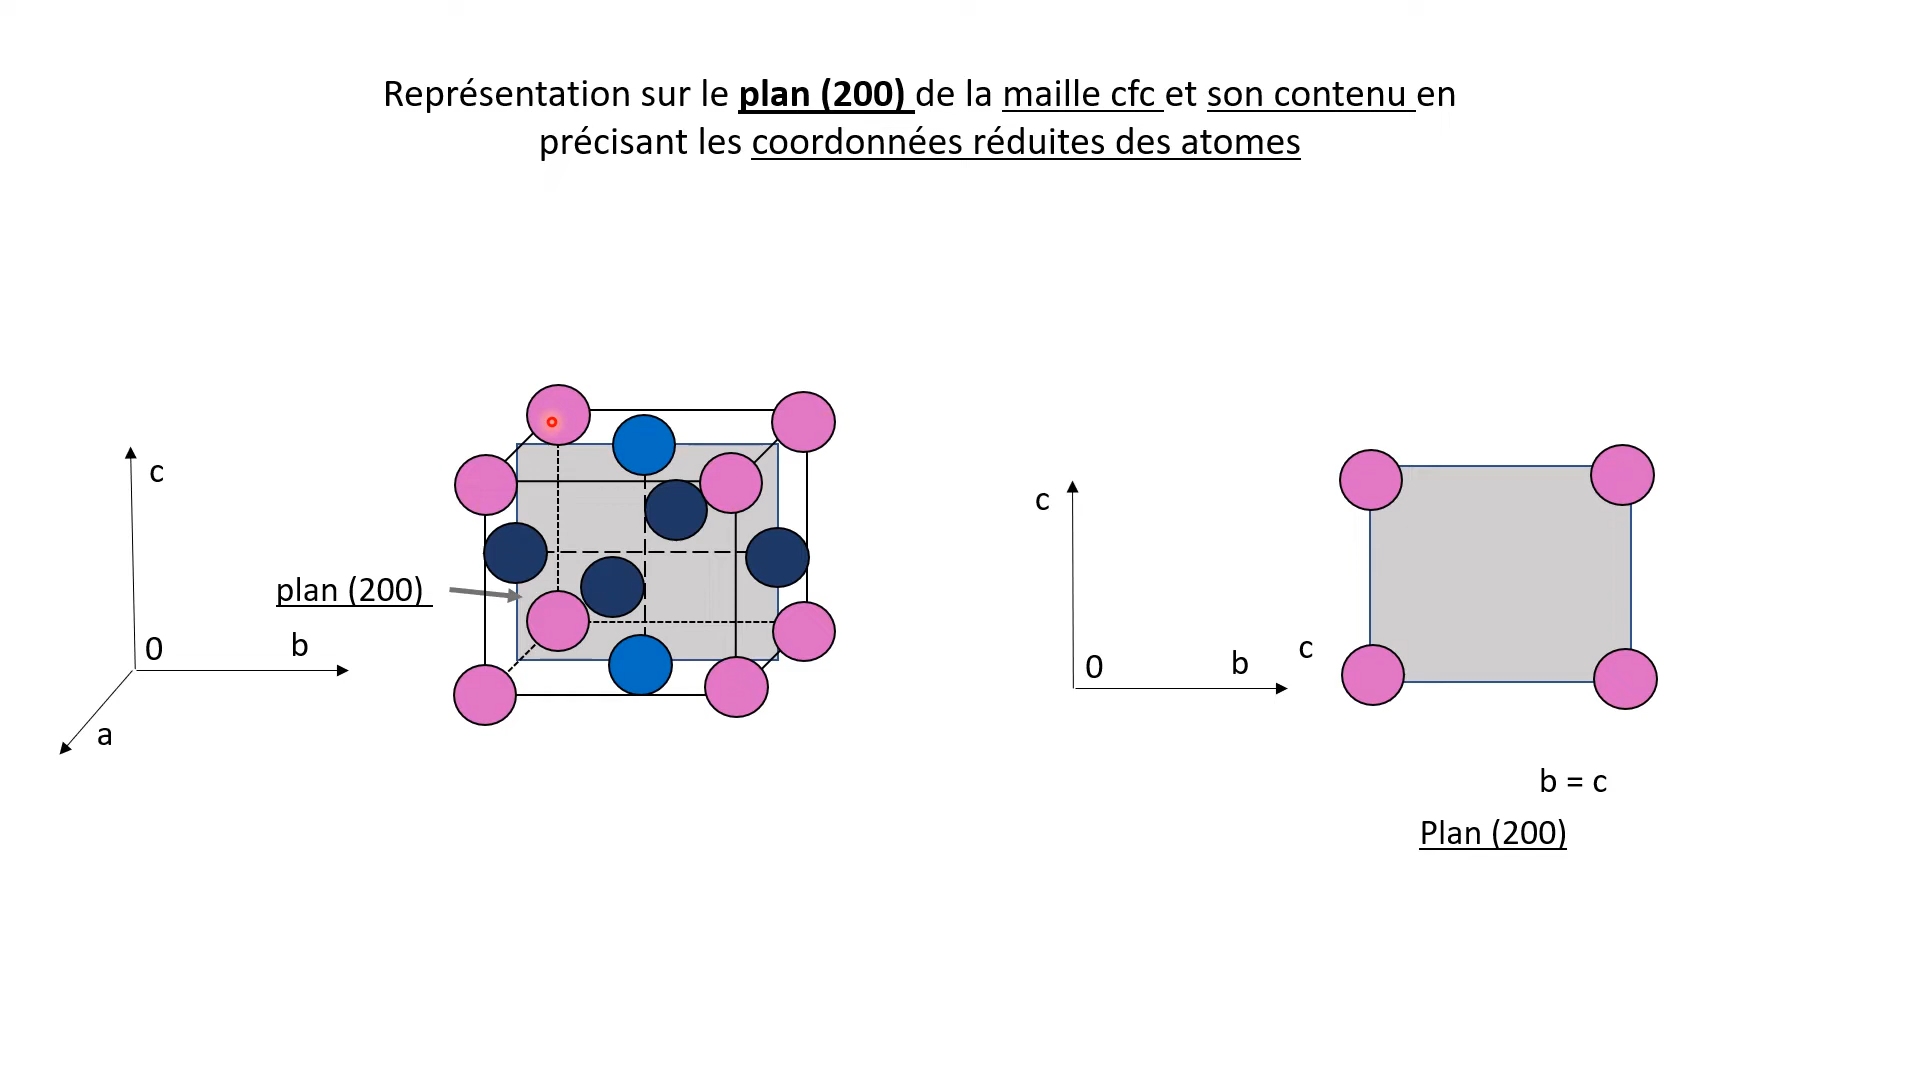 Représentation sur le plan (200) de la maille cfc et son contenu en
précisant les coordonnées réduites des atomes
c
0
b
a
plan (200)
c
0
b
c
b = c
Plan (200)